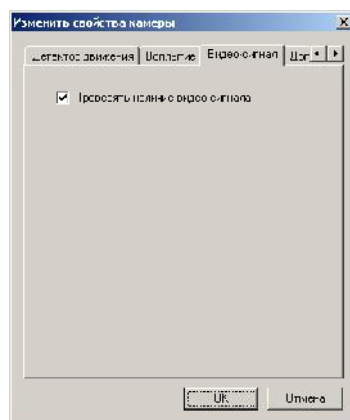 Изменить свойства камеры
Детектор движения Видео-сигнал
Проверять наличие видео сигнала
OK Отмена